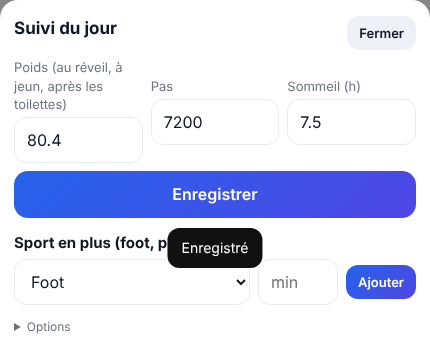 Suivi du jour
Fermer
Poids (au réveil, à
jeun, après les
toilettes)
Pas
Sommeil (h)
80.4
7200
7.5
Enregistrer
Sport en plus (foot, p
Enregistré
Foot
min
Ajouter
Options